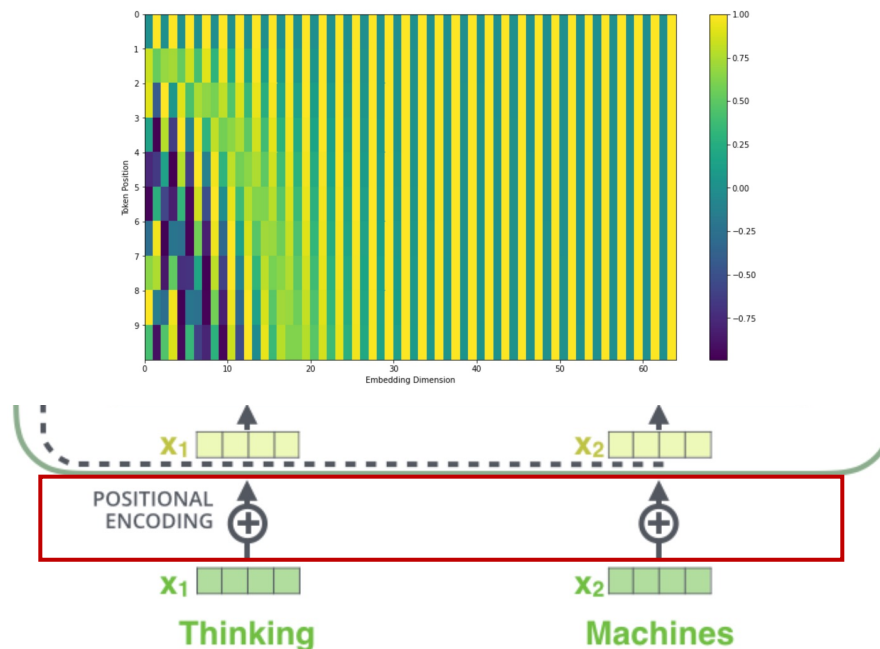 0
1
2
3
4
5
6
7
8
9
Token Position
0 10 20 30 40 50 60
Embedding Dimension
1.00
0.75
0.50
0.25
0.00
−0.25
−0.50
−0.75
X1 X2
POSITIONAL
ENCODING
X1 X2
Thinking Machines